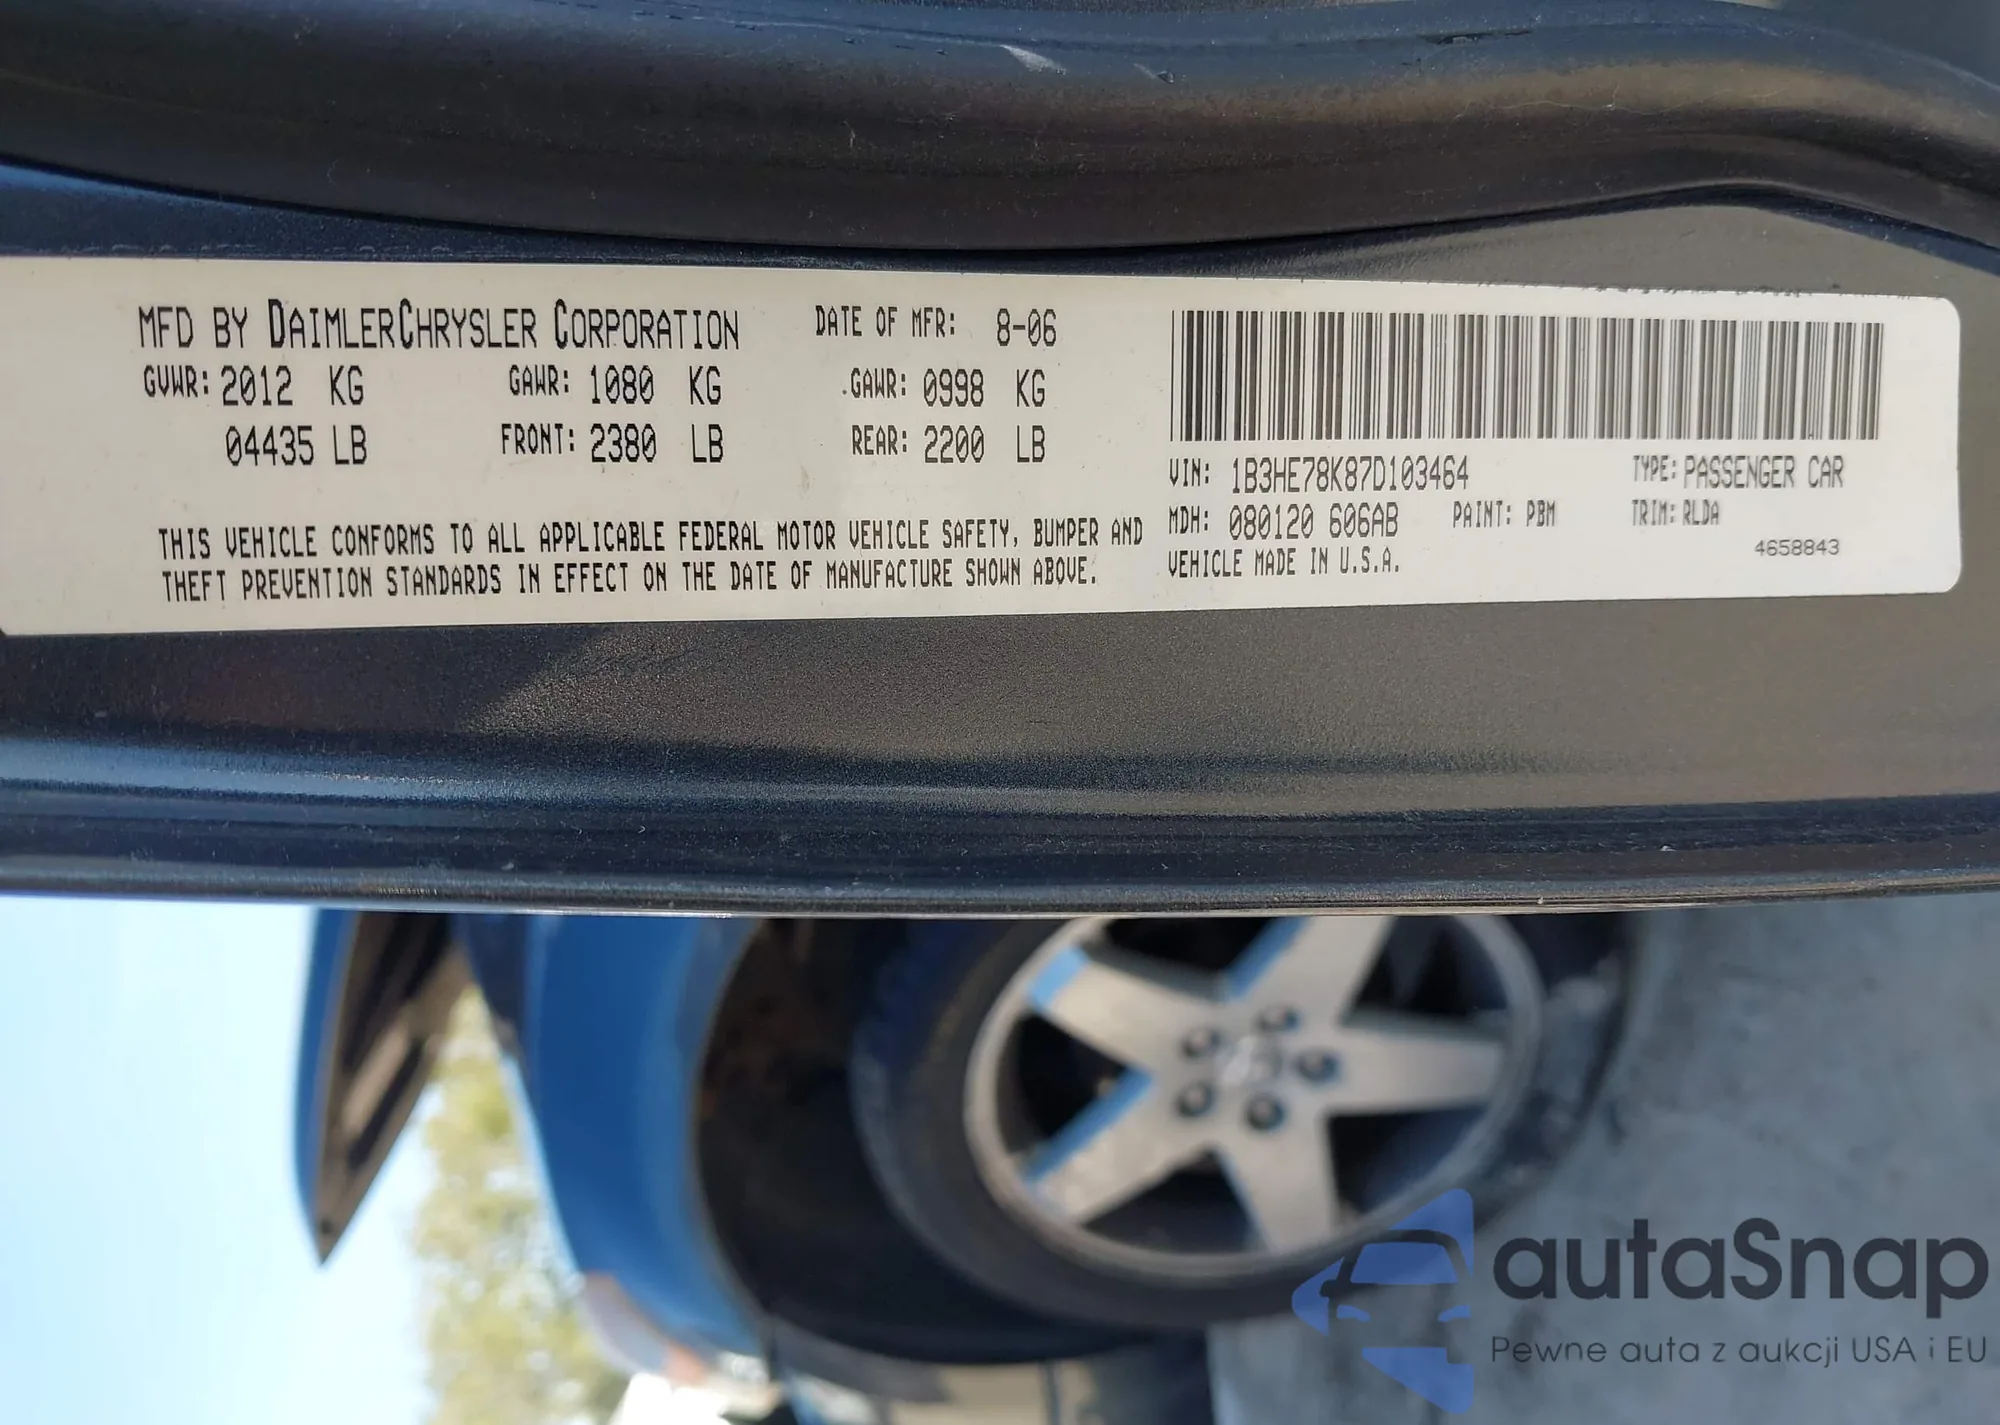 MFD BY DAIMLERCHRYSLER CORPORATION DATE OF MFR: 8-06
GVWR: 2012 KG GAWR: 1080 KG GAWR: 0998 KG
04435 LB FRONT: 2380 LB REAR: 2200 LB
THIS VEHICLE CONFORMS TO ALL APPLICABLE FEDERAL MOTOR VEHICLE SAFETY, BUMPER AND
THEFT PREVENTION STANDARDS IN EFFECT ON THE DATE OF MANUFACTURE SHOWN ABOVE.
VIN: 1B3HE78K87D103464 TYPE: PASSENGER CAR
MDH: 080120 606AB PAINT: PBM TRIM: RLDA
VEHICLE MADE IN U.S.A. 4658843
autaSnap
Pewne auta z aukcji USA i EU